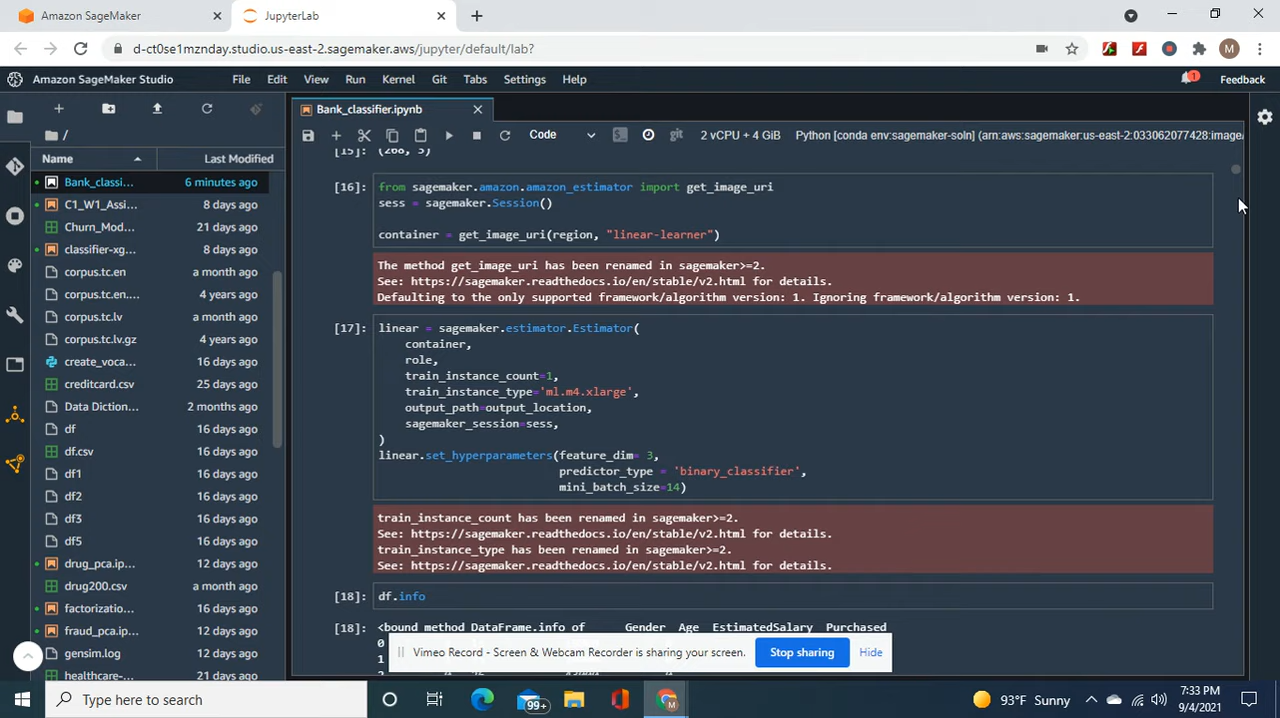 Amazon SageMaker
JupyterLab
d-ct0se1mznday.studio.us-east-2.sagemaker.aws/jupyter/default/lab?
M
Amazon SageMaker Studio
File Edit View Run Kernel Git Tabs Settings Help
1
Feedback
Bank_classifier.ipynb
Code
git
2 vCPU + 4 GiB
Python [conda env:sagemaker-soln] (arn:aws:sagemaker:us-east-2:033062077428:image/
/
Name Last Modified
Bank_classi... 6 minutes ago
C1_W1_Assi... 8 days ago
Churn_Mod... 21 days ago
classifier-xg... 8 days ago
corpus.tc.en a month ago
corpus.tc.en.... 4 years ago
corpus.tc.lv a month ago
corpus.tc.lv.gz 4 years ago
create_voca... 16 days ago
creditcard.csv 25 days ago
Data Diction... 2 months ago
df 16 days ago
df.csv 16 days ago
df1 16 days ago
df2 16 days ago
df3 16 days ago
df5 16 days ago
drug_pca.ip... 12 days ago
drug200.csv a month ago
factorizatio... 16 days ago
fraud_pca.ip... 12 days ago
gensim.log 12 days ago
healthcare-... 21 days ago
[15]: (268, 3)
[16]: from sagemaker.amazon.amazon_estimator import get_image_uri
sess = sagemaker.Session()
container = get_image_uri(region, "linear-learner")
The method get_image_uri has been renamed in sagemaker>=2.
See: https://sagemaker.readthedocs.io/en/stable/v2.html for details.
Defaulting to the only supported framework/algorithm version: 1. Ignoring framework/algorithm version: 1.
[17]: linear = sagemaker.estimator.Estimator(
container,
role,
train_instance_count=1,
train_instance_type='ml.m4.xlarge',
output_path=output_location,
sagemaker_session=sess,
)
linear.set_hyperparameters(feature_dim= 3,
predictor_type = 'binary_classifier',
mini_batch_size=14)
train_instance_count has been renamed in sagemaker>=2.
See: https://sagemaker.readthedocs.io/en/stable/v2.html for details.
train_instance_type has been renamed in sagemaker>=2.
See: https://sagemaker.readthedocs.io/en/stable/v2.html for details.
[18]: df.info
[18]: <bound method DataFrame.info of Gender Age EstimatedSalary Purchased
0
1
Vimeo Record - Screen & Webcam Recorder is sharing your screen.
Stop sharing
Hide
Type here to search
99+
M
93°F Sunny
7:33 PM
9/4/2021